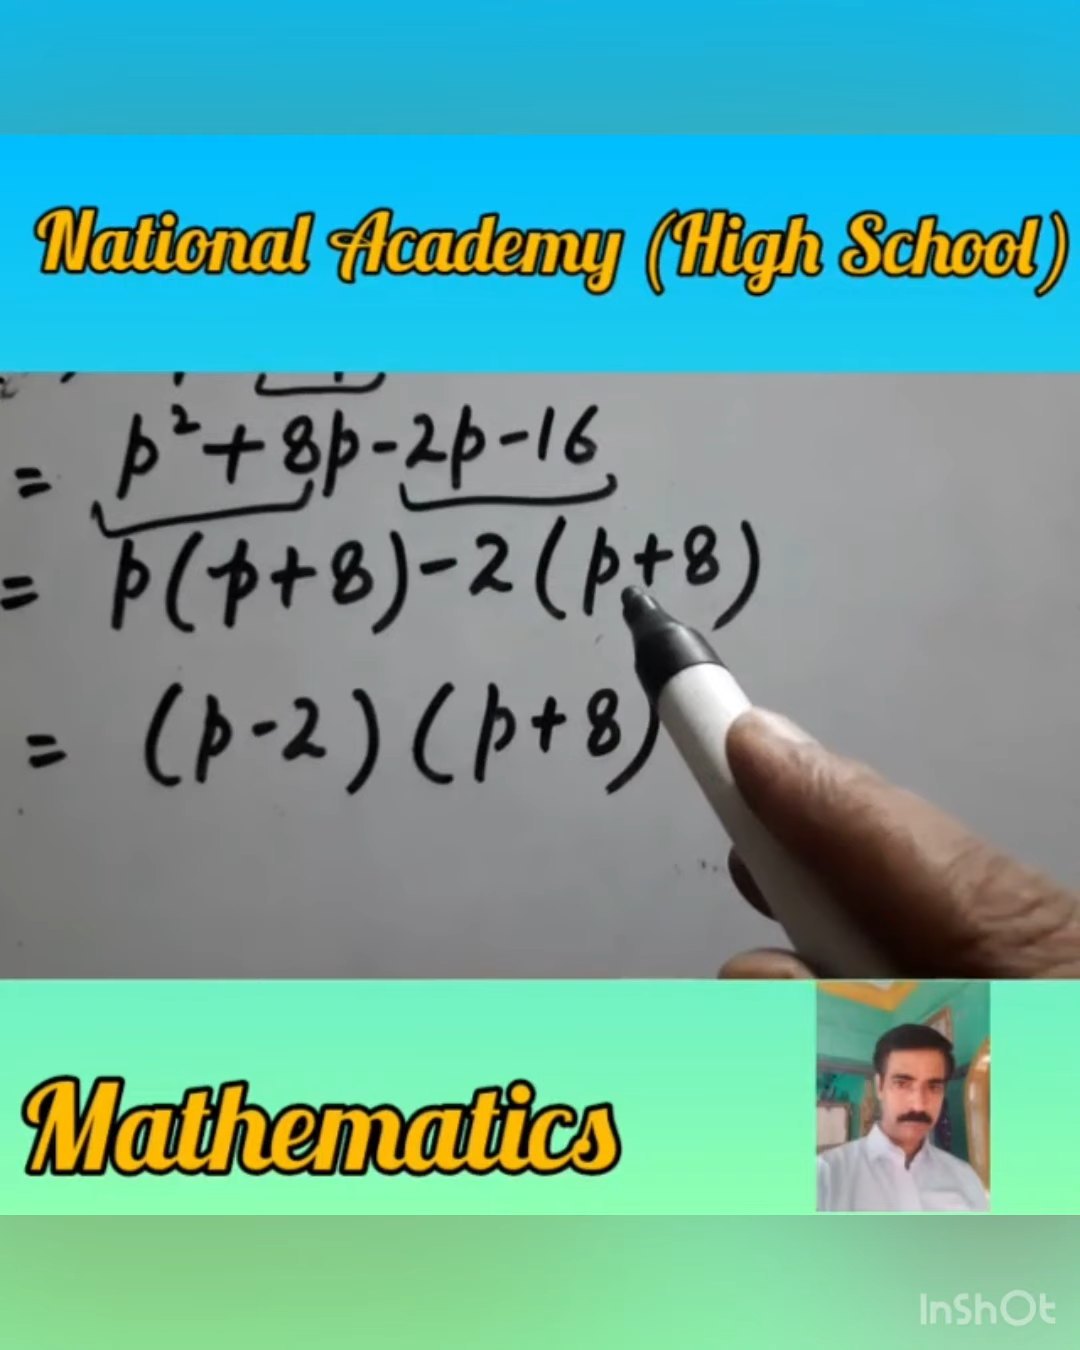 National Academy (High School)
= p² + 8p - 2p - 16
= p(p+8) - 2(p+8)
= (p-2)(p+8)
Mathematics
InShOt